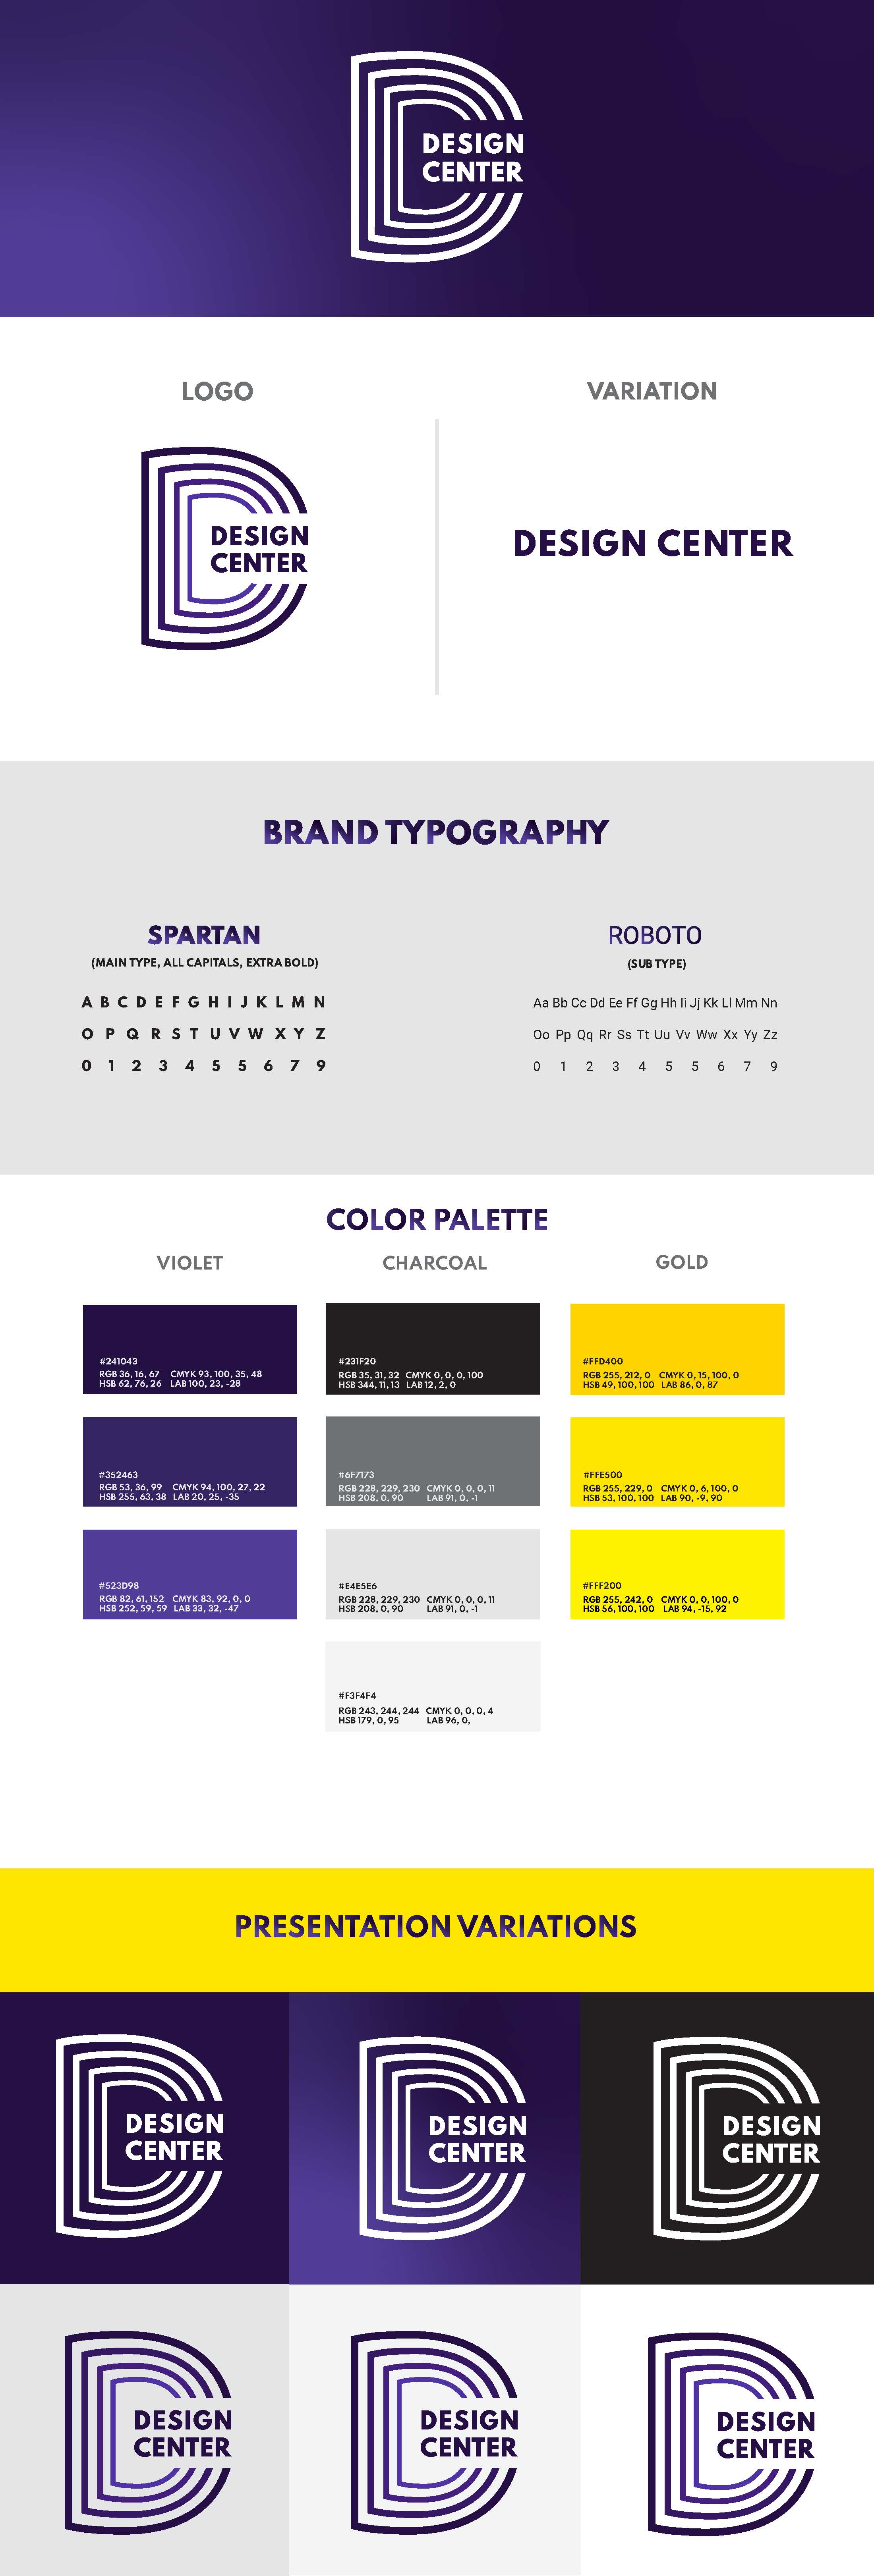 DESIGN
CENTER
LOGO
VARIATION
DESIGN
CENTER
DESIGN CENTER
BRAND TYPOGRAPHY
SPARTAN
(MAIN TYPE, ALL CAPITALS, EXTRA BOLD)
A B C D E F G H I J K L M N
O P Q R S T U V W X Y Z
0 1 2 3 4 5 5 6 7 9
ROBOTO
(SUB TYPE)
Aa Bb Cc Dd Ee Ff Gg Hh Ii Jj Kk Ll Mm Nn
Oo Pp Qq Rr Ss Tt Uu Vv Ww Xx Yy Zz
0 1 2 3 4 5 5 6 7 9
COLOR PALETTE
VIOLET
#241043
RGB 36, 16, 67 CMYK 93, 100, 35, 48
HSB 62, 76, 26 LAB 100, 23, -28
#352463
RGB 53, 36, 99 CMYK 94, 100, 27, 22
HSB 255, 63, 38 LAB 20, 25, -35
#523D98
RGB 82, 61, 152 CMYK 83, 92, 0, 0
HSB 252, 59, 59 LAB 33, 32, -47
CHARCOAL
#231F20
RGB 35, 31, 32 CMYK 0, 0, 0, 100
HSB 344, 11, 13 LAB 12, 2, 0
#6F7173
RGB 228, 229, 230 CMYK 0, 0, 0, 11
HSB 208, 0, 90 LAB 91, 0, -1
#E4E5E6
RGB 228, 229, 230 CMYK 0, 0, 0, 11
HSB 208, 0, 90 LAB 91, 0, -1
#F3F4F4
RGB 243, 244, 244 CMYK 0, 0, 0, 4
HSB 179, 0, 95 LAB 96, 0,
GOLD
#FFD400
RGB 255, 212, 0 CMYK 0, 15, 100, 0
HSB 49, 100, 100 LAB 86, 0, 87
#FFE500
RGB 255, 229, 0 CMYK 0, 6, 100, 0
HSB 53, 100, 100 LAB 90, -9, 90
#FFF200
RGB 255, 242, 0 CMYK 0, 0, 100, 0
HSB 56, 100, 100 LAB 94, -15, 92
PRESENTATION VARIATIONS
DESIGN
CENTER
DESIGN
CENTER
DESIGN
CENTER
DESIGN
CENTER
DESIGN
CENTER
DESIGN
CENTER